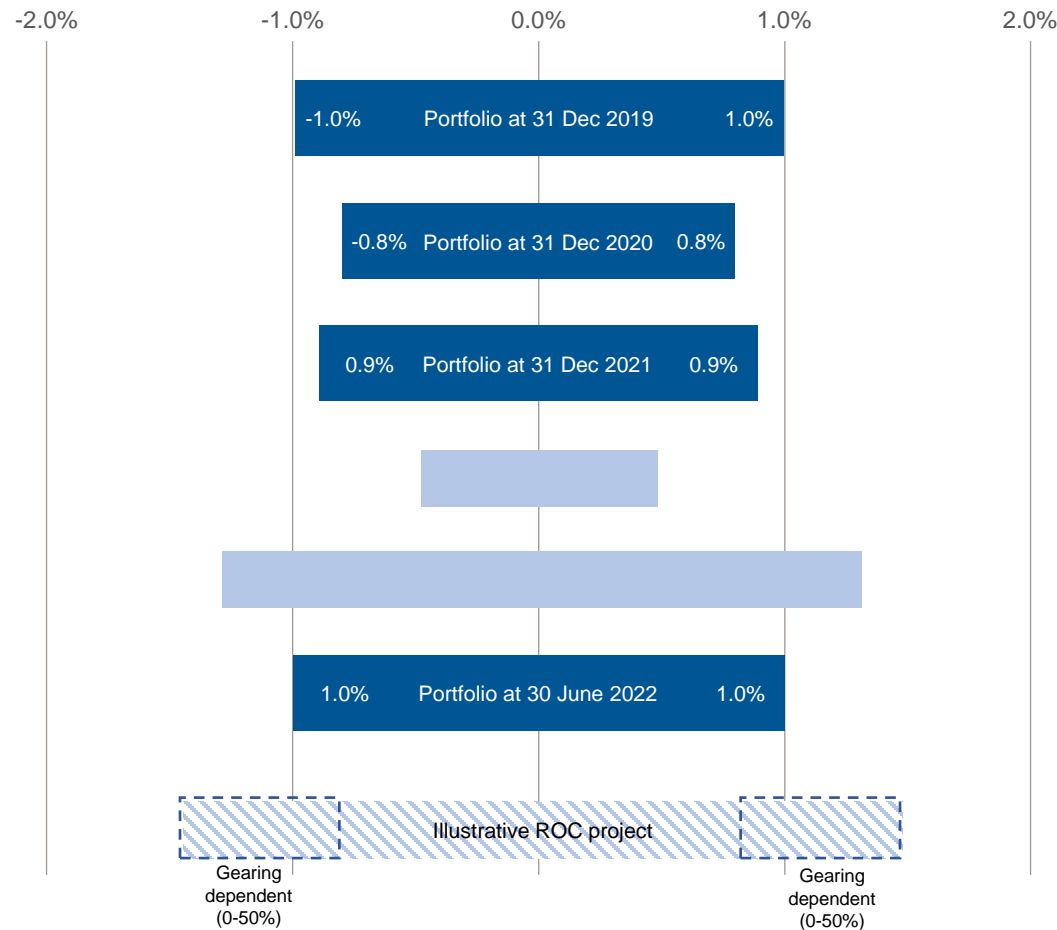 -2.0% -1.0% 0.0% 1.0% 2.0%
-1.0% Portfolio at 31 Dec 2019 1.0%
-0.8% Portfolio at 31 Dec 2020 0.8%
0.9% Portfolio at 31 Dec 2021 0.9%
1.0% Portfolio at 30 June 2022 1.0%
Illustrative ROC project
Gearing
dependent
(0-50%)
Gearing
dependent
(0-50%)